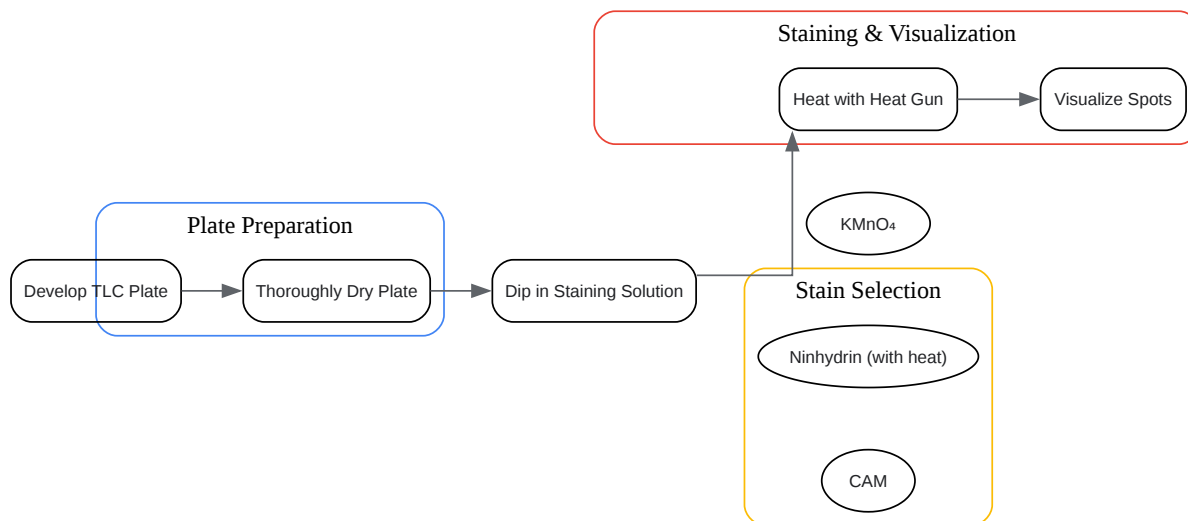 Staining & Visualization
Heat with Heat Gun
Visualize Spots
KMnO₄
Plate Preparation
Develop TLC Plate
Thoroughly Dry Plate
Dip in Staining Solution
Stain Selection
Ninhydrin (with heat)
CAM